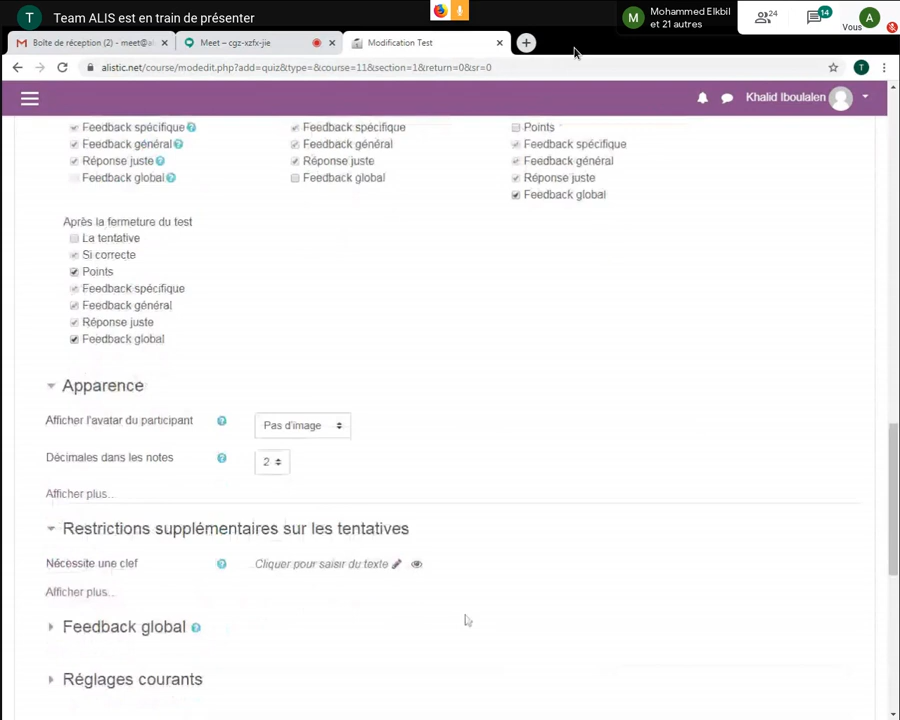 Team ALIS est en train de présenter
Mohammed Elkbil
et 21 autres
24
14
Vous
A
T
M
Boîte de réception (2) - meet@a
Meet – cgz-xzfx-jie
Modification Test
alistic.net/course/modedit.php?add=quiz&type=&course=11&section=1&return=0&sr=0
T
Khalid Iboulalen
Feedback spécifique
Feedback général
Réponse juste
Feedback global
Feedback spécifique
Feedback général
Réponse juste
Feedback global
Points
Feedback spécifique
Feedback général
Réponse juste
Feedback global
Après la fermeture du test
La tentative
Si correcte
Points
Feedback spécifique
Feedback général
Réponse juste
Feedback global
Apparence
Afficher l'avatar du participant
Pas d'image
Décimales dans les notes
2
Afficher plus...
Restrictions supplémentaires sur les tentatives
Nécessite une clef
Cliquer pour saisir du texte
Afficher plus...
Feedback global
Réglages courants